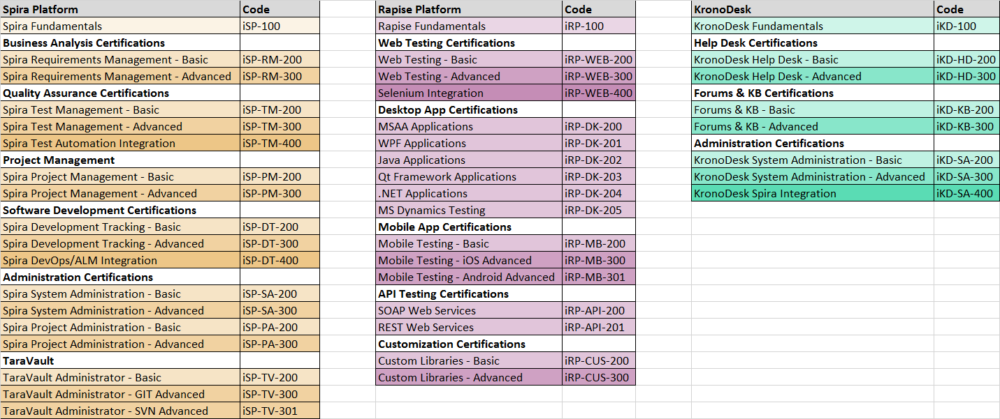 Spira Platform Code
Spira Fundamentals iSP-100
Business Analysis Certifications
Spira Requirements Management - Basic iSP-RM-200
Spira Requirements Management - Advanced iSP-RM-300
Quality Assurance Certifications
Spira Test Management - Basic iSP-TM-200
Spira Test Management - Advanced iSP-TM-300
Spira Test Automation Integration iSP-TM-400
Project Management
Spira Project Management - Basic iSP-PM-200
Spira Project Management - Advanced iSP-PM-300
Software Development Certifications
Spira Development Tracking - Basic iSP-DT-200
Spira Development Tracking - Advanced iSP-DT-300
Spira DevOps/ALM Integration iSP-DT-400
Administration Certifications
Spira System Administration - Basic iSP-SA-200
Spira System Administration - Advanced iSP-SA-300
Spira Project Administration - Basic iSP-PA-200
Spira Project Administration - Advanced iSP-PA-300
TaraVault
TaraVault Administrator - Basic iSP-TV-200
TaraVault Administrator - GIT Advanced iSP-TV-300
TaraVault Administrator - SVN Advanced iSP-TV-301
Rapise Platform Code
Rapise Fundamentals iRP-100
Web Testing Certifications
Web Testing - Basic iRP-WEB-200
Web Testing - Advanced iRP-WEB-300
Selenium Integration iRP-WEB-400
Desktop App Certifications
MSAA Applications iRP-DK-200
WPF Applications iRP-DK-201
Java Applications iRP-DK-202
Qt Framework Applications iRP-DK-203
.NET Applications iRP-DK-204
MS Dynamics Testing iRP-DK-205
Mobile App Certifications
Mobile Testing - Basic iRP-MB-200
Mobile Testing - iOS Advanced iRP-MB-300
Mobile Testing - Android Advanced iRP-MB-301
API Testing Certifications
SOAP Web Services iRP-API-200
REST Web Services iRP-API-201
Customization Certifications
Custom Libraries - Basic iRP-CUS-200
Custom Libraries - Advanced iRP-CUS-300
KronoDesk Code
KronoDesk Fundamentals iKD-100
Help Desk Certifications
KronoDesk Help Desk - Basic iKD-HD-200
KronoDesk Help Desk - Advanced iKD-HD-300
Forums & KB Certifications
Forums & KB - Basic iKD-KB-200
Forums & KB - Advanced iKD-KB-300
Administration Certifications
KronoDesk System Administration - Basic iKD-SA-200
KronoDesk System Administration - Advanced iKD-SA-300
KronoDesk Spira Integration iKD-SA-400